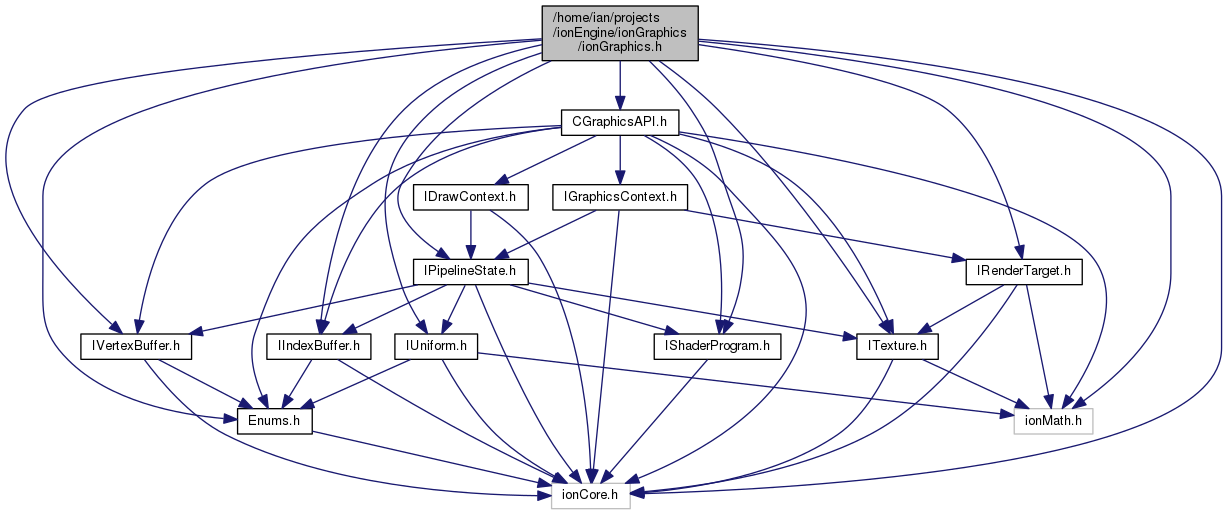 /home/ian/projects
/ionEngine/ionGraphics
/ionGraphics.h
CGraphicsAPI.h
IDrawContext.h
IGraphicsContext.h
IPipelineState.h
IRenderTarget.h
IVertexBuffer.h
IIndexBuffer.h
IUniform.h
IShaderProgram.h
ITexture.h
Enums.h
ionMath.h
ionCore.h